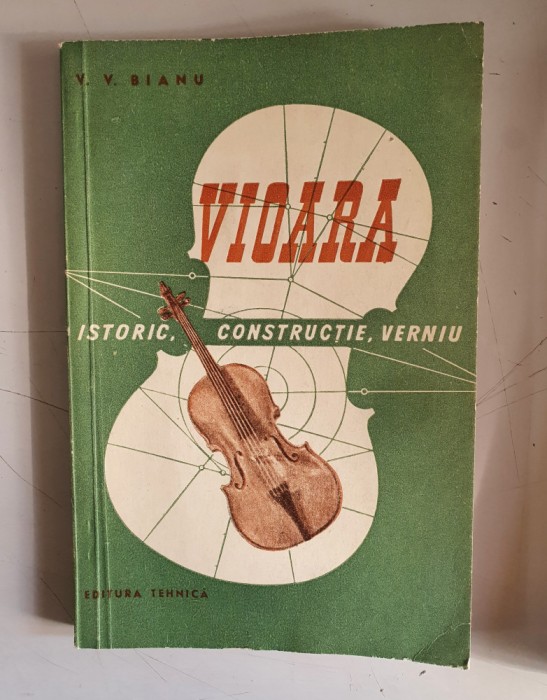 V. V. BIANU
VIOARA
ISTORIC, CONSTRUCȚIE, VERNIU
EDITURA TEHNICĂ